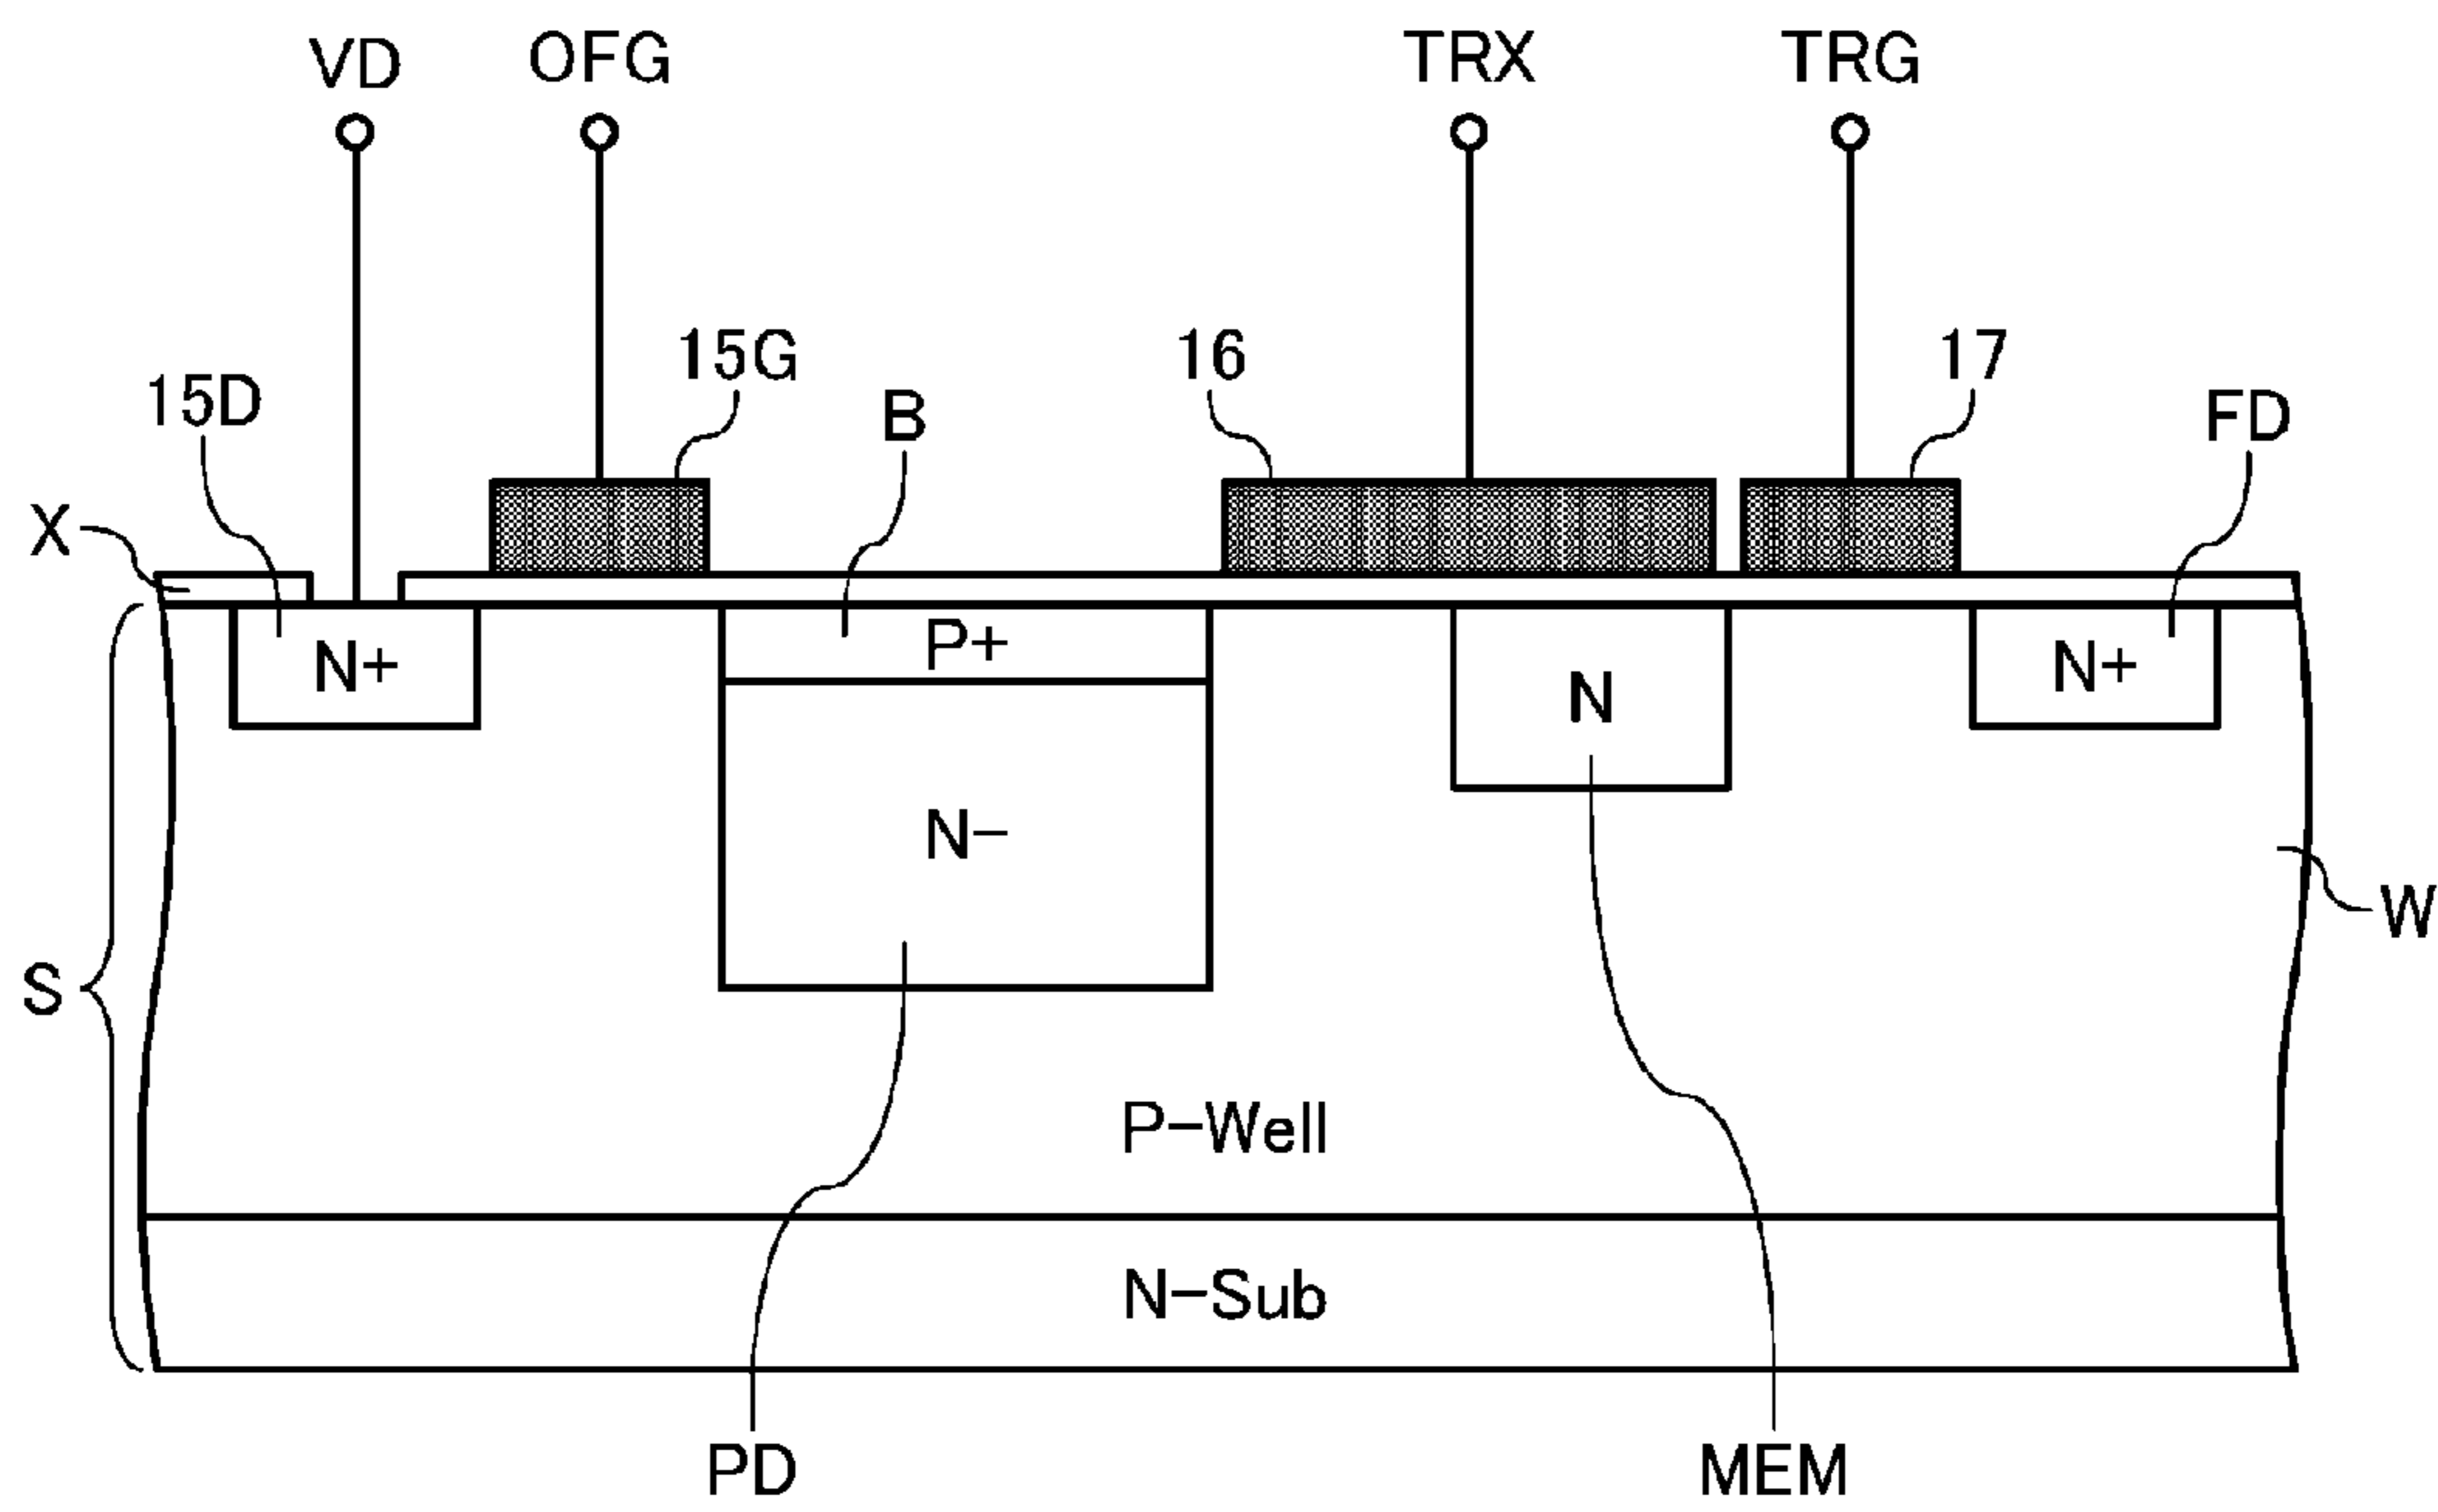 VD OFG TRX TRG
15G 16 17
15D B FD
X
P+
N+ N N+
N−
W
S
P−Well
N−Sub
PD MEM